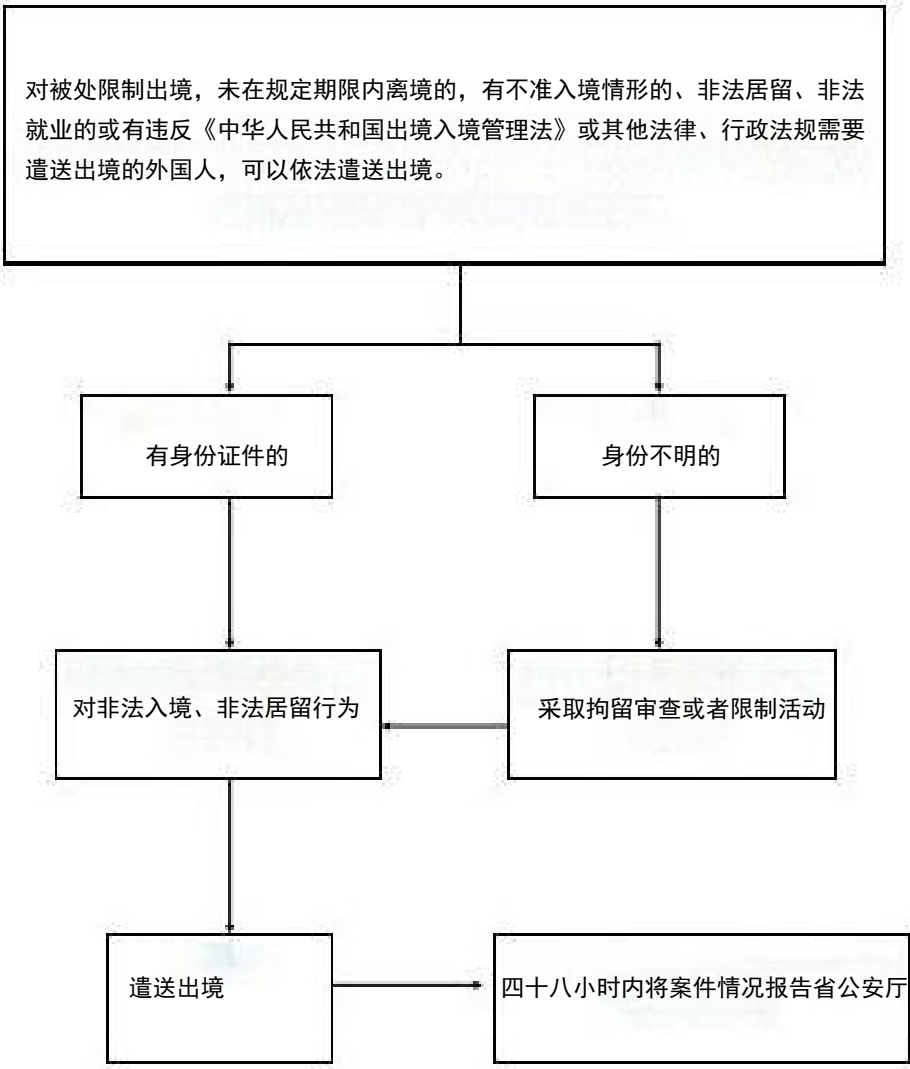 对被处限制出境，未在规定期限内离境的，有不准入境情形的、非法居留、非法
就业的或有违反《中华人民共和国出境入境管理法》或其他法律、行政法规需要
遣送出境的外国人，可以依法遣送出境。
有身份证件的
身份不明的
对非法入境、非法居留行为
采取拘留审查或者限制活动
遣送出境
四十八小时内将案件情况报告省公安厅